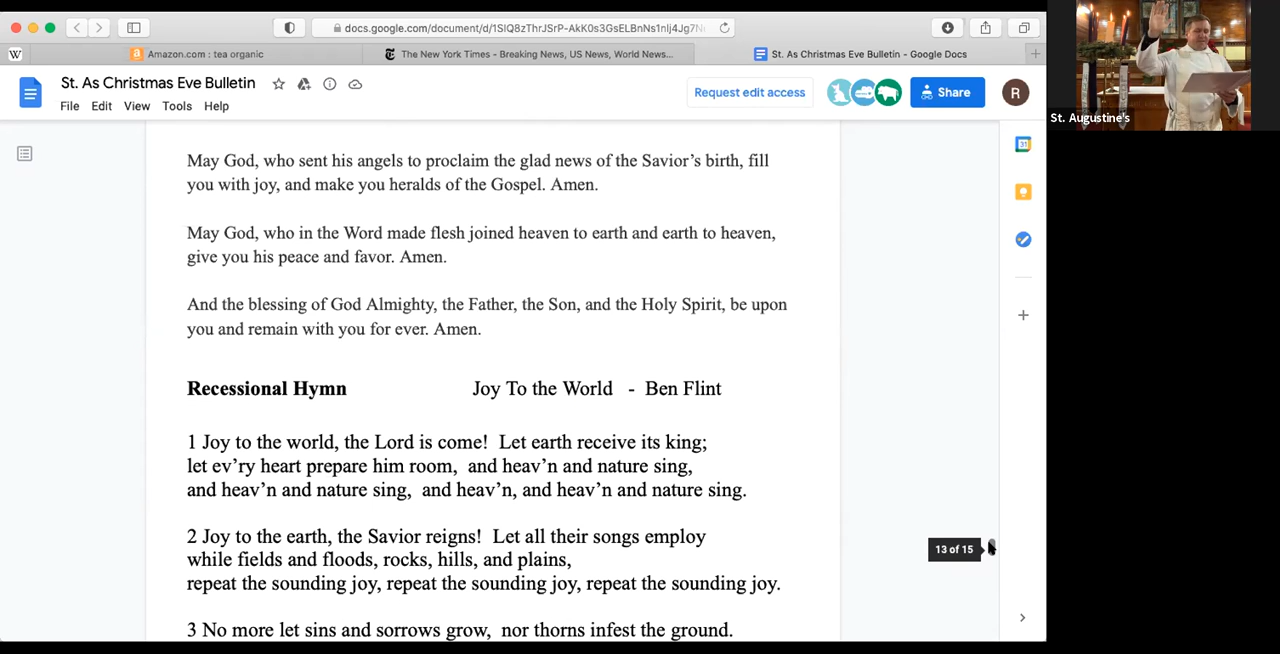 docs.google.com/document/d/1SIQ8zThrJSrP-AkK0s3GsELBnNs1nlj4Jg7N
W
a Amazon.com : tea organic
The New York Times - Breaking News, US News, World News...
St. As Christmas Eve Bulletin - Google Docs
St. As Christmas Eve Bulletin
File Edit View Tools Help
Request edit access
Share
R
St. Augustine's
31
May God, who sent his angels to proclaim the glad news of the Savior’s birth, fill
you with joy, and make you heralds of the Gospel. Amen.
May God, who in the Word made flesh joined heaven to earth and earth to heaven,
give you his peace and favor. Amen.
And the blessing of God Almighty, the Father, the Son, and the Holy Spirit, be upon
you and remain with you for ever. Amen.
Recessional Hymn Joy To the World - Ben Flint
1 Joy to the world, the Lord is come! Let earth receive its king;
let ev’ry heart prepare him room, and heav’n and nature sing,
and heav’n and nature sing, and heav’n, and heav’n and nature sing.
2 Joy to the earth, the Savior reigns! Let all their songs employ
while fields and floods, rocks, hills, and plains,
repeat the sounding joy, repeat the sounding joy, repeat the sounding joy.
13 of 15
3 No more let sins and sorrows grow, nor thorns infest the ground.